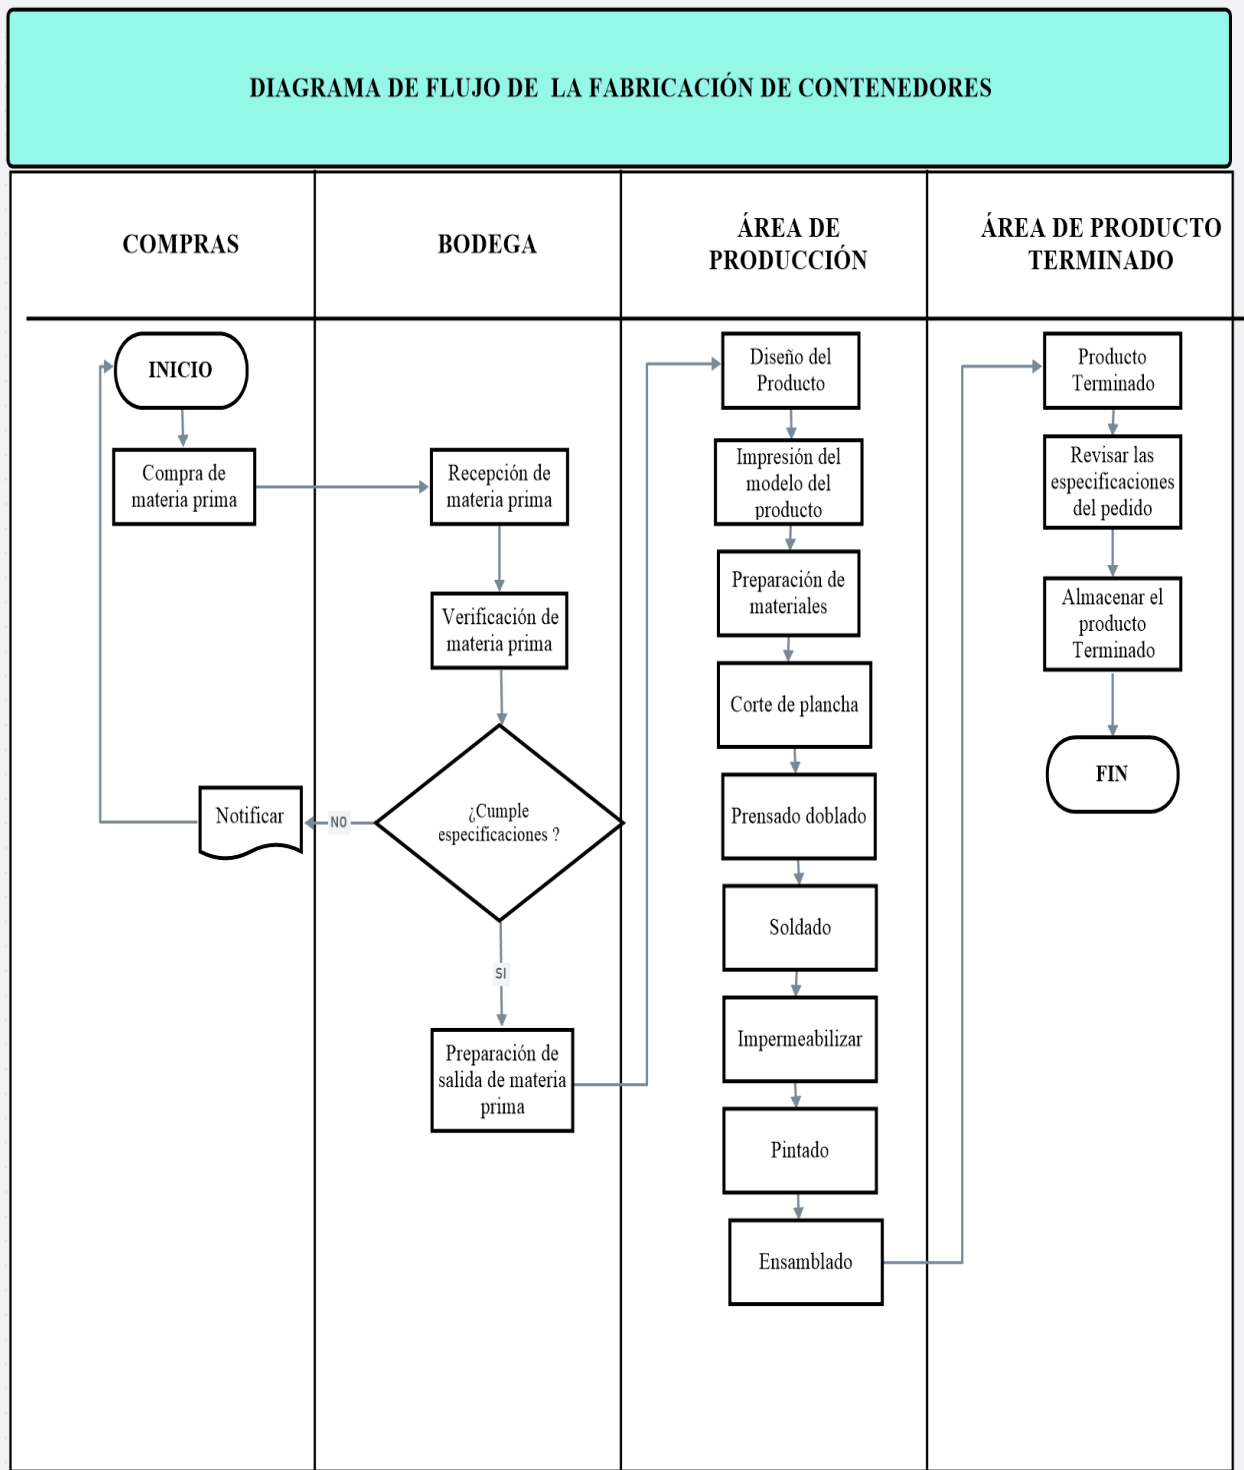 DIAGRAMA DE FLUJO DE LA FABRICACIÓN DE CONTENEDORES
COMPRAS
BODEGA
ÁREA DE
PRODUCCIÓN
ÁREA DE PRODUCTO
TERMINADO
INICIO
Compra de
materia prima
Notificar
Recepción de
materia prima
Verificación de
materia prima
¿Cumple
especificaciones ?
NO
SI
Preparación de
salida de materia
prima
Diseño del
Producto
Impresión del
modelo del
producto
Preparación de
materiales
Corte de plancha
Prensado doblado
Soldado
Impermeabilizar
Pintado
Ensamblado
Producto
Terminado
Revisar las
especificaciones
del pedido
Almacenar el
producto
Terminado
FIN